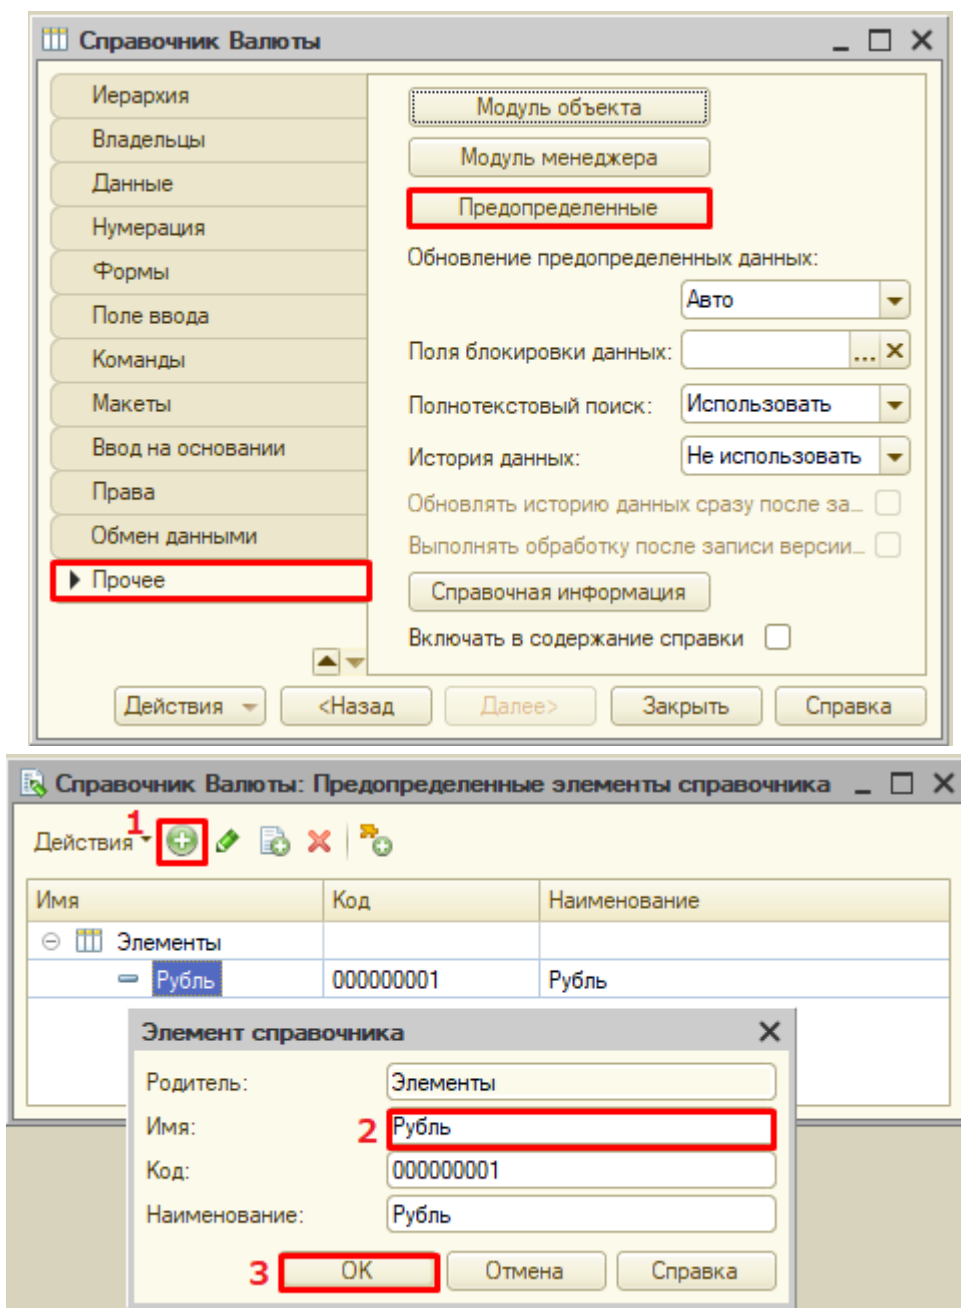 Справочник Валюты
Иерархия
Владельцы
Данные
Нумерация
Формы
Поле ввода
Команды
Макеты
Ввод на основании
Права
Обмен данными
Прочее
Модуль объекта
Модуль менеджера
Предопределенные
Обновление предопределенных данных:
Авто
Поля блокировки данных: ...
Полнотекстовый поиск: Использовать
История данных: Не использовать
Обновлять историю данных сразу после за...
Выполнять обработку после записи версии...
Справочная информация
Включать в содержание справки
Действия <Назад Далее> Закрыть Справка
Справочник Валюты: Предопределенные элементы справочника
Действия 1
Имя Код Наименование
Элементы
Рубль 000000001 Рубль
Элемент справочника
Родитель: Элементы
Имя: 2 Рубль
Код: 000000001
Наименование: Рубль
3 OK Отмена Справка